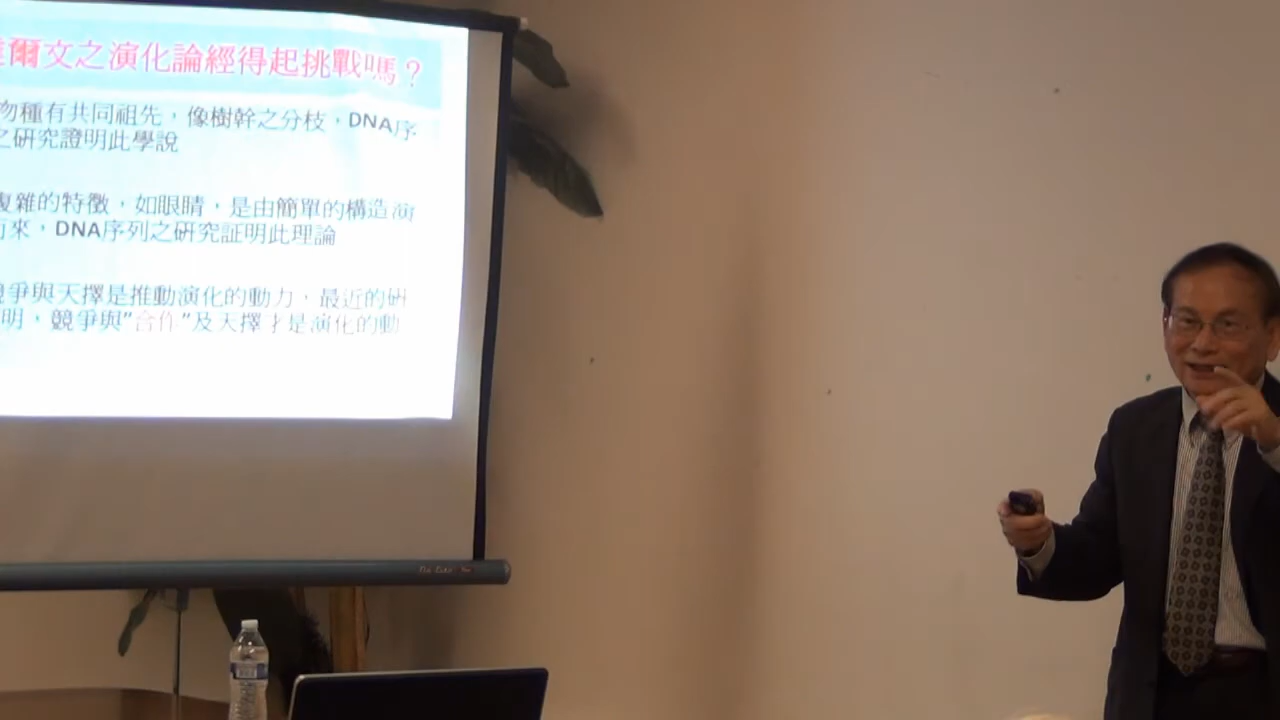 達爾文之演化論經得起挑戰嗎？
物種有共同祖先，像樹幹之分枝，DNA序
之研究證明此學說
複雜的特徵，如眼睛，是由簡單的構造演
而來，DNA序列之研究証明此理論
競爭與天擇是推動演化的動力，最近的研
明，競爭與"合作"及天擇才是演化的動